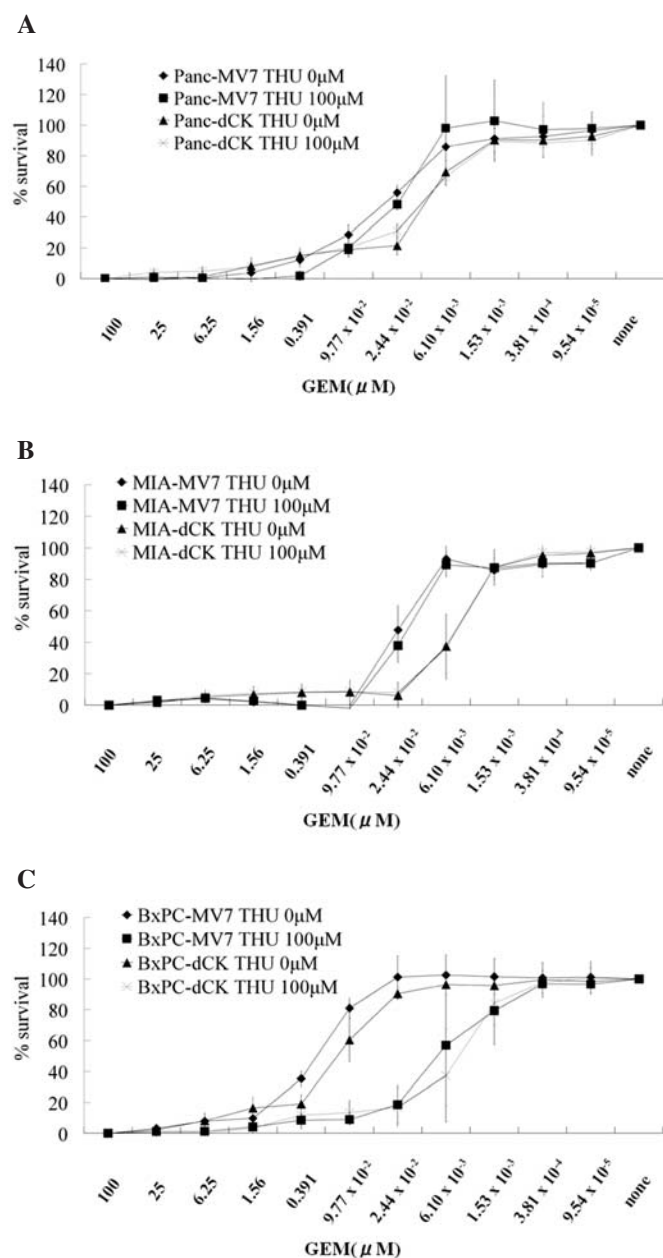 A
140
120
100
80
60
40
20
0
% survival
Panc-MV7 THU 0μM
Panc-MV7 THU 100μM
Panc-dCK THU 0μM
Panc-dCK THU 100μM
100
25
6.25
1.56
0.391
9.77 x 10⁻²
2.44 x 10⁻²
6.10 x 10⁻³
1.53 x 10⁻³
3.81 x 10⁻⁴
9.54 x 10⁻⁵
none
GEM(μM)
B
140
120
100
80
60
40
20
0
% survival
MIA-MV7 THU 0μM
MIA-MV7 THU 100μM
MIA-dCK THU 0μM
MIA-dCK THU 100μM
100
25
6.25
1.56
0.391
9.77 x 10⁻²
2.44 x 10⁻²
6.10 x 10⁻³
1.53 x 10⁻³
3.81 x 10⁻⁴
9.54 x 10⁻⁵
none
GEM(μM)
C
140
120
100
80
60
40
20
0
% survival
BxPC-MV7 THU 0μM
BxPC-MV7 THU 100μM
BxPC-dCK THU 0μM
BxPC-dCK THU 100μM
100
25
6.25
1.56
0.391
9.77 x 10⁻²
2.44 x 10⁻²
6.10 x 10⁻³
1.53 x 10⁻³
3.81 x 10⁻⁴
9.54 x 10⁻⁵
none
GEM(μM)